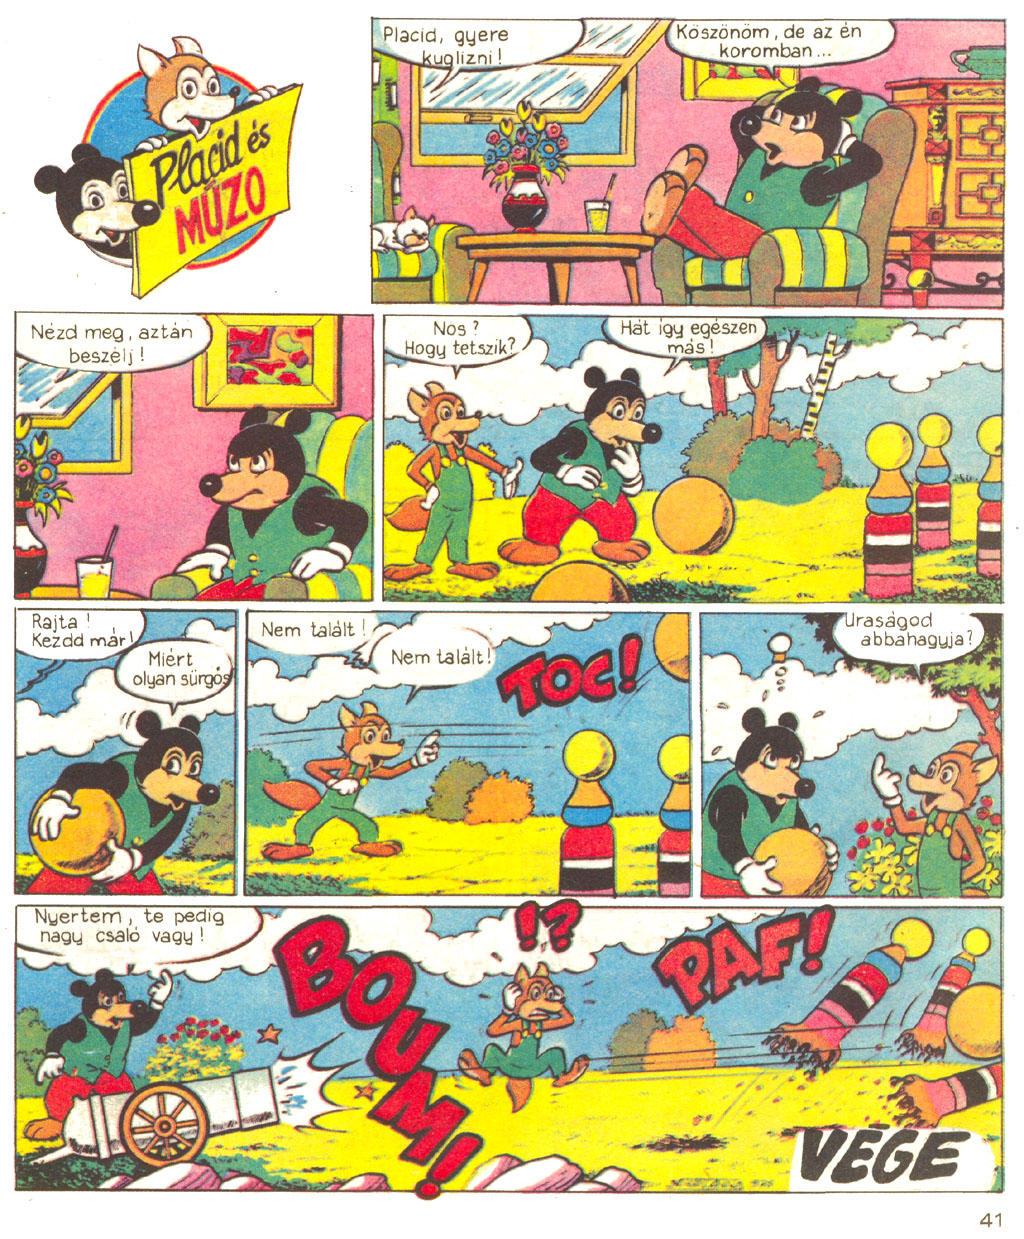 Placid és
MÚZO
Placid, gyere
kuglizni!
Köszönöm, de az én
koromban...
Nézd meg, aztán
beszélj!
Nos?
Hogy tetszik?
Hát így egészen
más!
Rajta!
Kezdd már!
Miért
olyan sürgős
Nem talált!
Nem talált!
TOC!
Uraságod
abbahagyja?
Nyertem, te pedig
nagy csaló vagy!
BOUM!
!?
PAF!
VÉGE
41